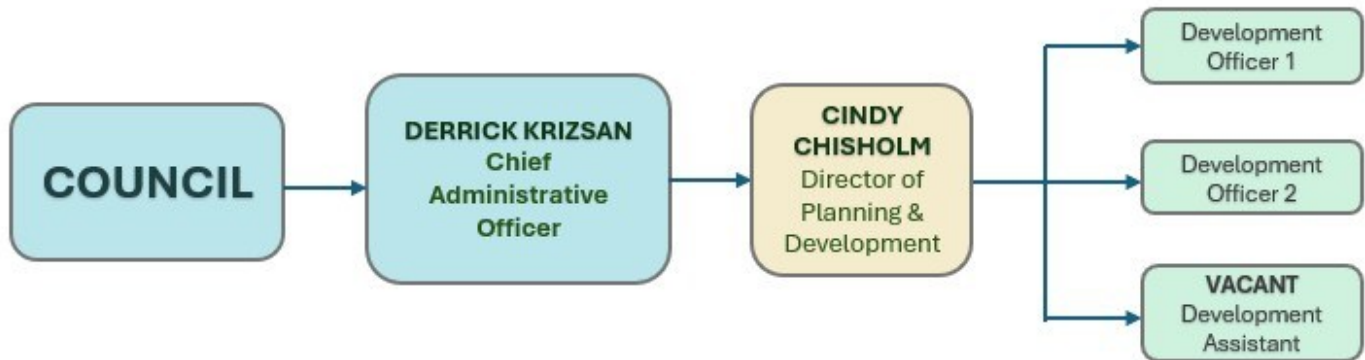 COUNCIL
DERRICK KRIZSAN
Chief
Administrative
Officer
CINDY
CHISHOLM
Director of
Planning &
Development
Development
Officer 1
Development
Officer 2
VACANT
Development
Assistant